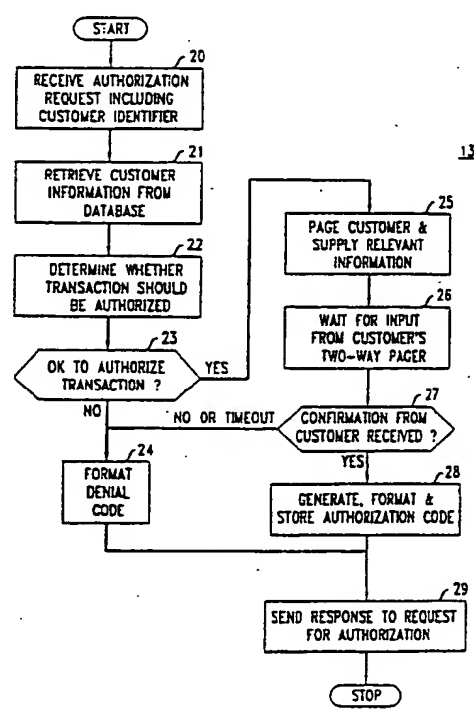 START
20
RECEIVE AUTHORIZATION
REQUEST INCLUDING
CUSTOMER IDENTIFIER
21
RETRIEVE CUSTOMER
INFORMATION FROM
DATABASE
22
DETERMINE WHETHER
TRANSACTION SHOULD
BE AUTHORIZED
23
OK TO AUTHORIZE
TRANSACTION ?
YES
NO
24
FORMAT
DENIAL
CODE
13
25
PAGE CUSTOMER &
SUPPLY RELEVANT
INFORMATION
26
WAIT FOR INPUT
FROM CUSTOMER'S
TWO-WAY PAGER
27
NO OR TIMEOUT
CONFIRMATION FROM
CUSTOMER RECEIVED ?
YES
28
GENERATE, FORMAT &
STORE AUTHORIZATION CODE
29
SEND RESPONSE TO REQUEST
FOR AUTHORIZATION
STOP